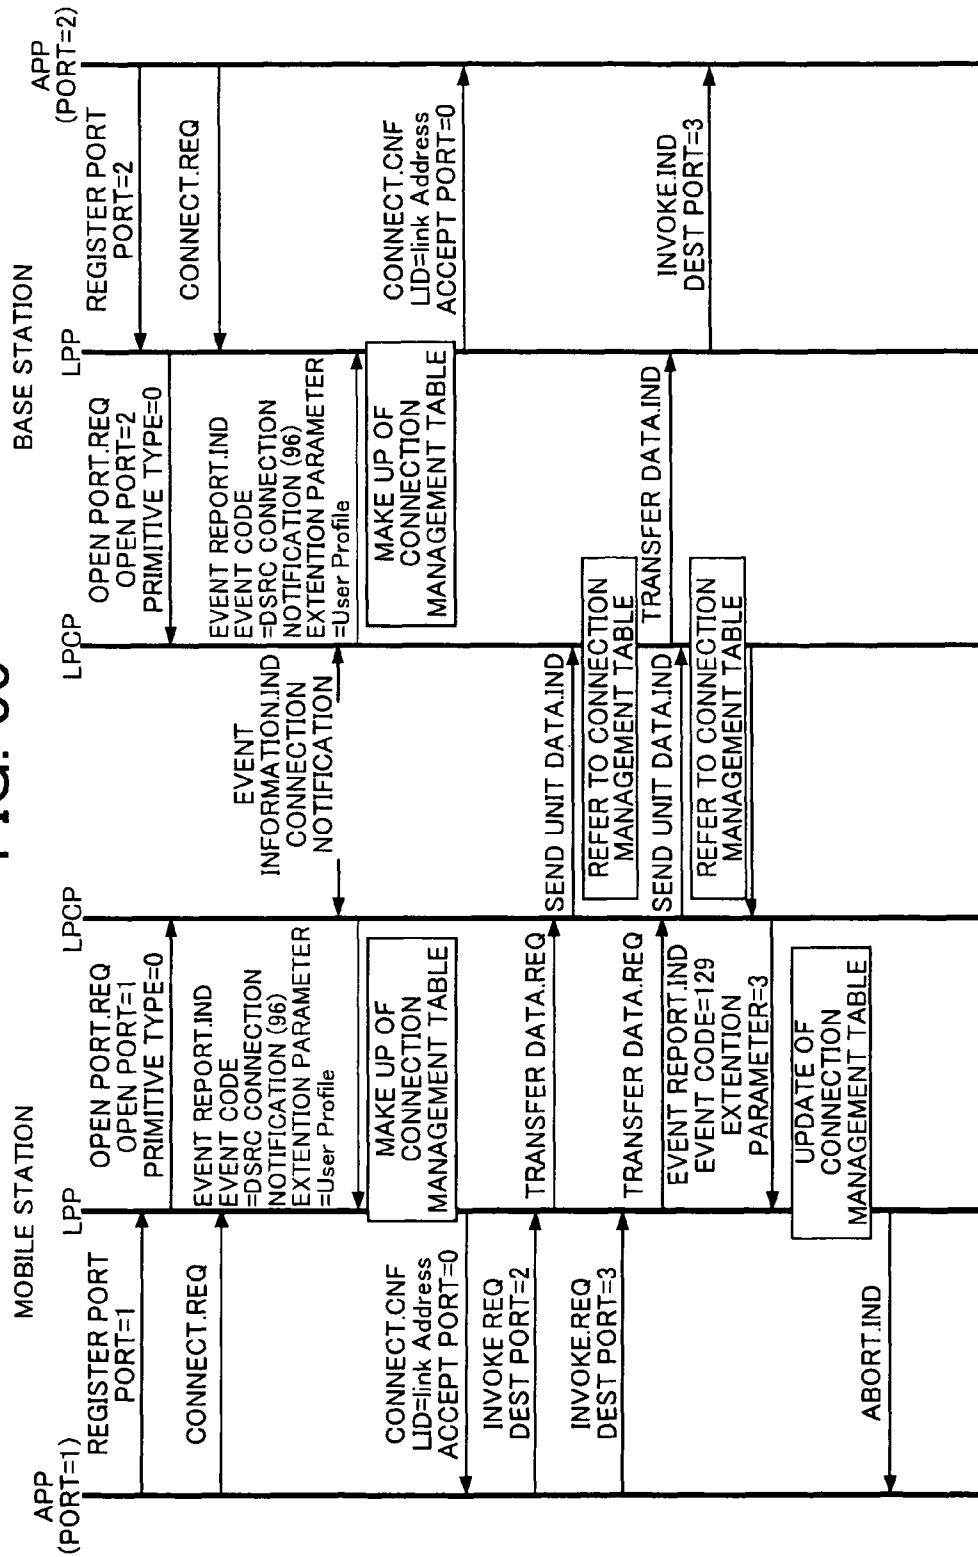 MOBILE STATION
BASE STATION
APP
(PORT=1)
LPP
LPCP
LPCP
LPP
APP
(PORT=2)
REGISTER PORT
PORT=1
OPEN PORT.REQ
OPEN PORT=1
PRIMITIVE TYPE=0
OPEN PORT.REQ
OPEN PORT=2
PRIMITIVE TYPE=0
REGISTER PORT
PORT=2
CONNECT.REQ
EVENT REPORT.IND
EVENT CODE
=DSRC CONNECTION
NOTIFICATION (96)
EXTENTION PARAMETER
=User Profile
EVENT
INFORMATION.IND
CONNECTION
NOTIFICATION
EVENT REPORT.IND
EVENT CODE
=DSRC CONNECTION
NOTIFICATION (96)
EXTENTION PARAMETER
=User Profile
CONNECT.REQ
MAKE UP OF
CONNECTION
MANAGEMENT TABLE
MAKE UP OF
CONNECTION
MANAGEMENT TABLE
CONNECT.CNF
LID=link Address
ACCEPT PORT=0
CONNECT.CNF
LID=link Address
ACCEPT PORT=0
INVOKE REQ
DEST PORT=2
TRANSFER DATA.REQ
SEND UNIT DATA.IND
REFER TO CONNECTION
MANAGEMENT TABLE
TRANSFER DATA.IND
INVOKE.IND
DEST PORT=3
INVOKE.REQ
DEST PORT=3
TRANSFER DATA.REQ
SEND UNIT DATA.IND
REFER TO CONNECTION
MANAGEMENT TABLE
EVENT REPORT.IND
EVENT CODE=129
EXTENTION
PARAMETER=3
UPDATE OF
CONNECTION
MANAGEMENT TABLE
ABORT.IND